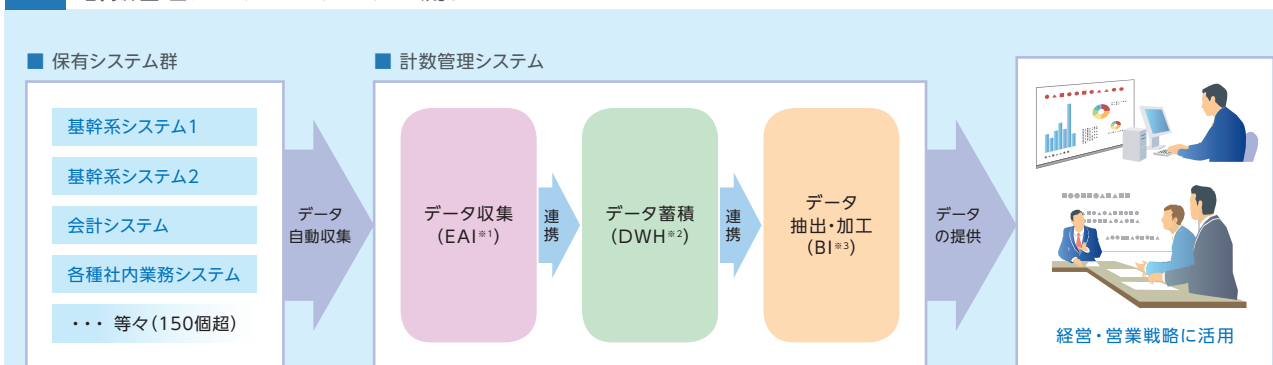 ■ 保有システム群
基幹系システム1
基幹系システム2
会計システム
各種社内業務システム
・・・ 等々(150個超)
データ
自動収集
■ 計数管理システム
データ収集
(EAI※1)
連
携
データ蓄積
(DWH※2)
連
携
データ
抽出・加工
(BI※3)
データ
の提供
経営・営業戦略に活用